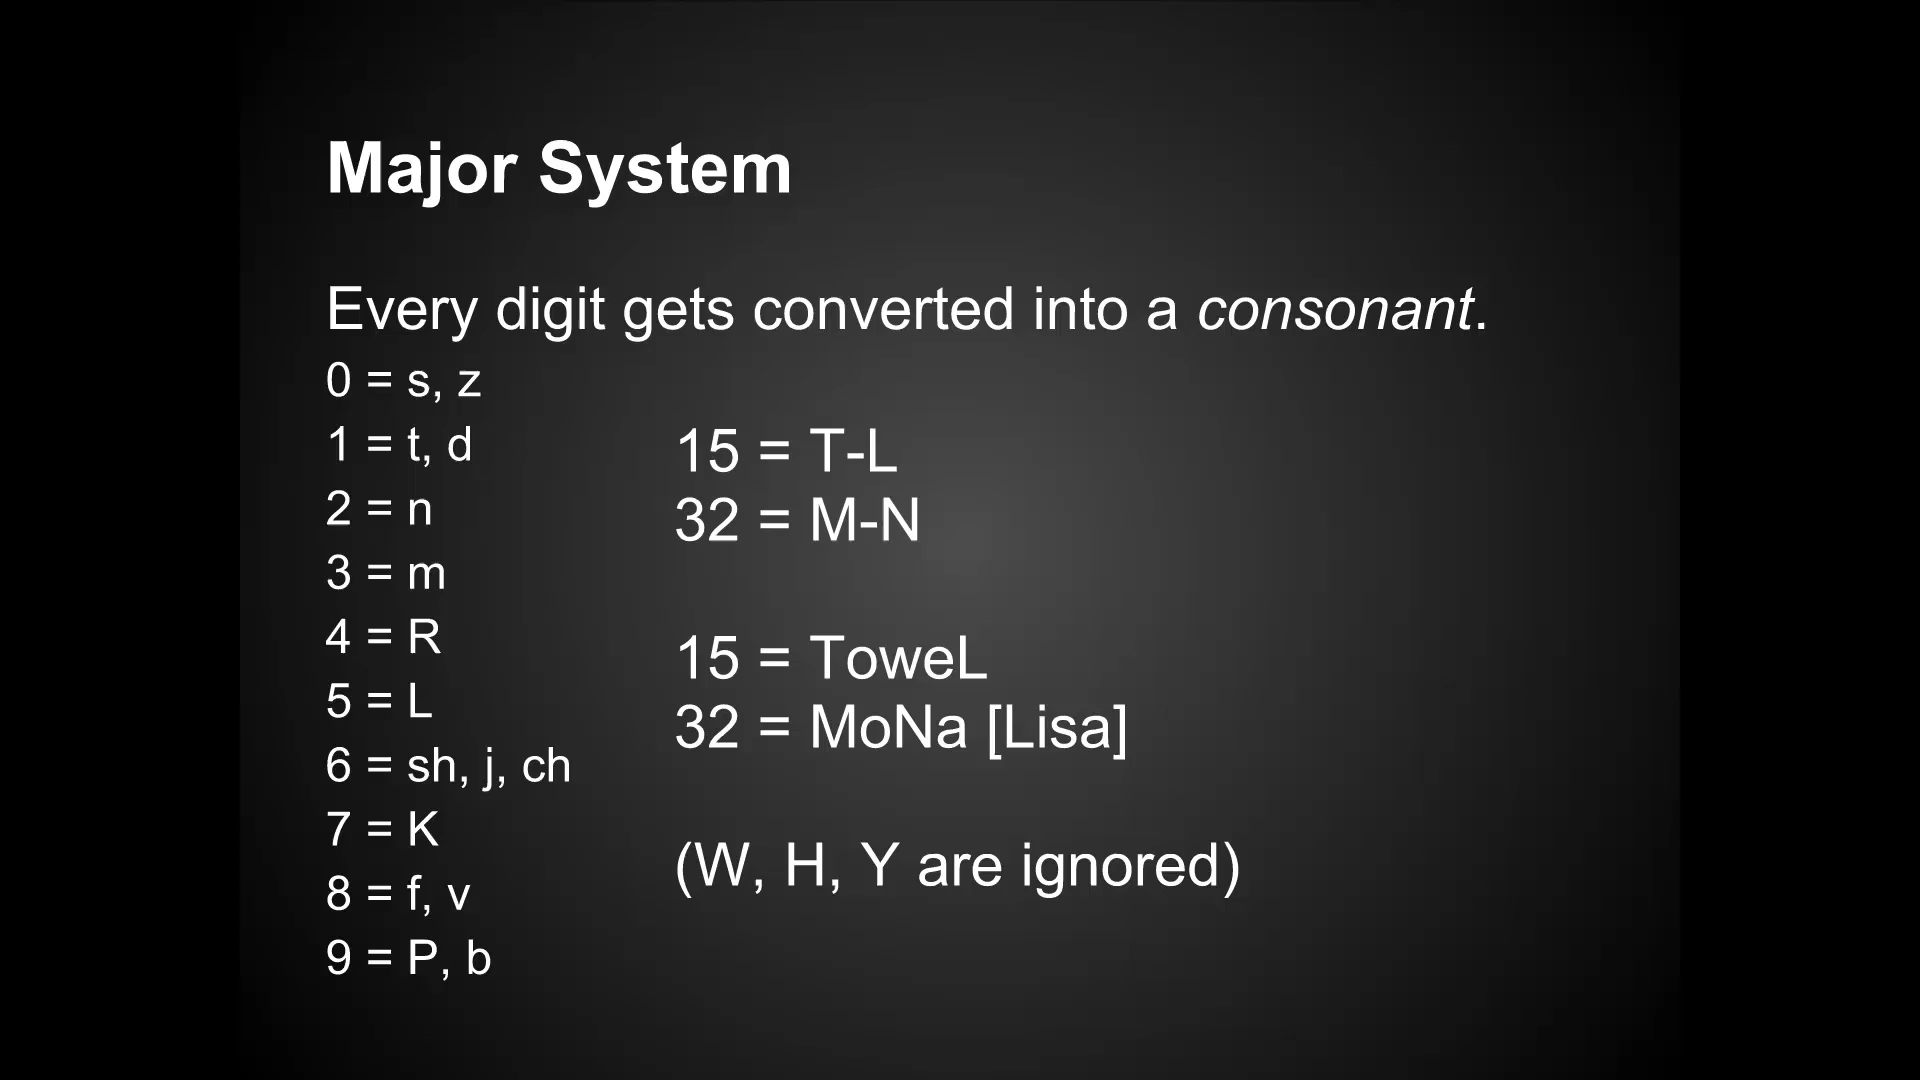 Major System
Every digit gets converted into a consonant.
0 = s, z
1 = t, d
2 = n
3 = m
4 = R
5 = L
6 = sh, j, ch
7 = K
8 = f, v
9 = P, b
15 = T-L
32 = M-N
15 = ToweL
32 = MoNa [Lisa]
(W, H, Y are ignored)